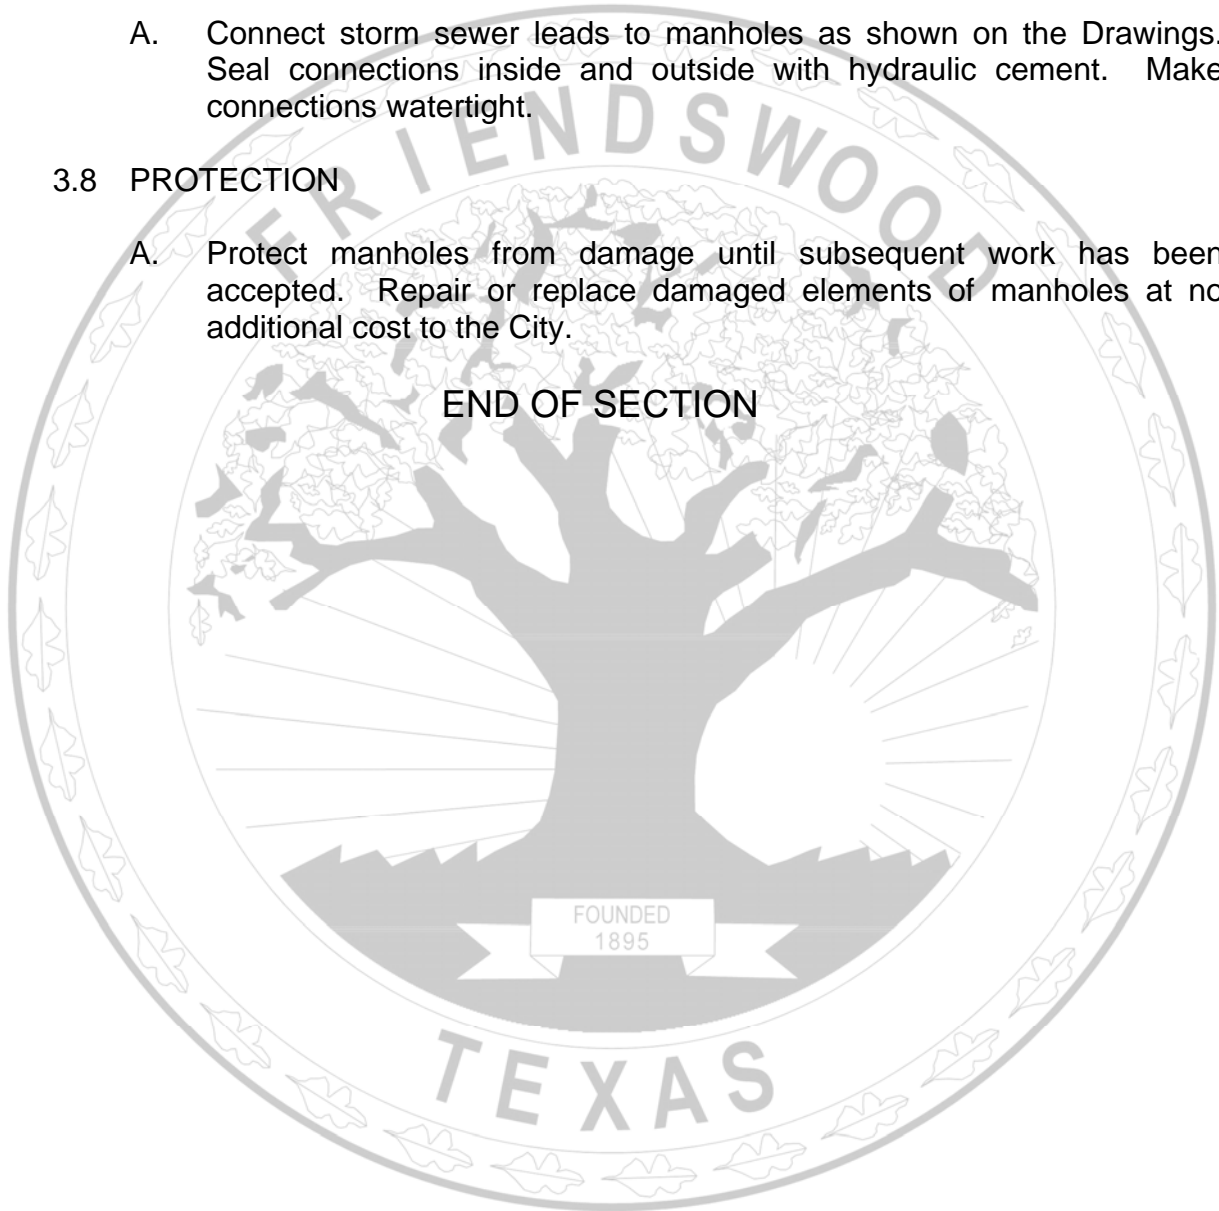 A. Connect storm sewer leads to manholes as shown on the Drawings.
Seal connections inside and outside with hydraulic cement. Make
connections watertight.
3.8 PROTECTION
A. Protect manholes from damage until subsequent work has been
accepted. Repair or replace damaged elements of manholes at no
additional cost to the City.
END OF SECTION
FRIENDSWOOD
FOUNDED
1895
TEXAS